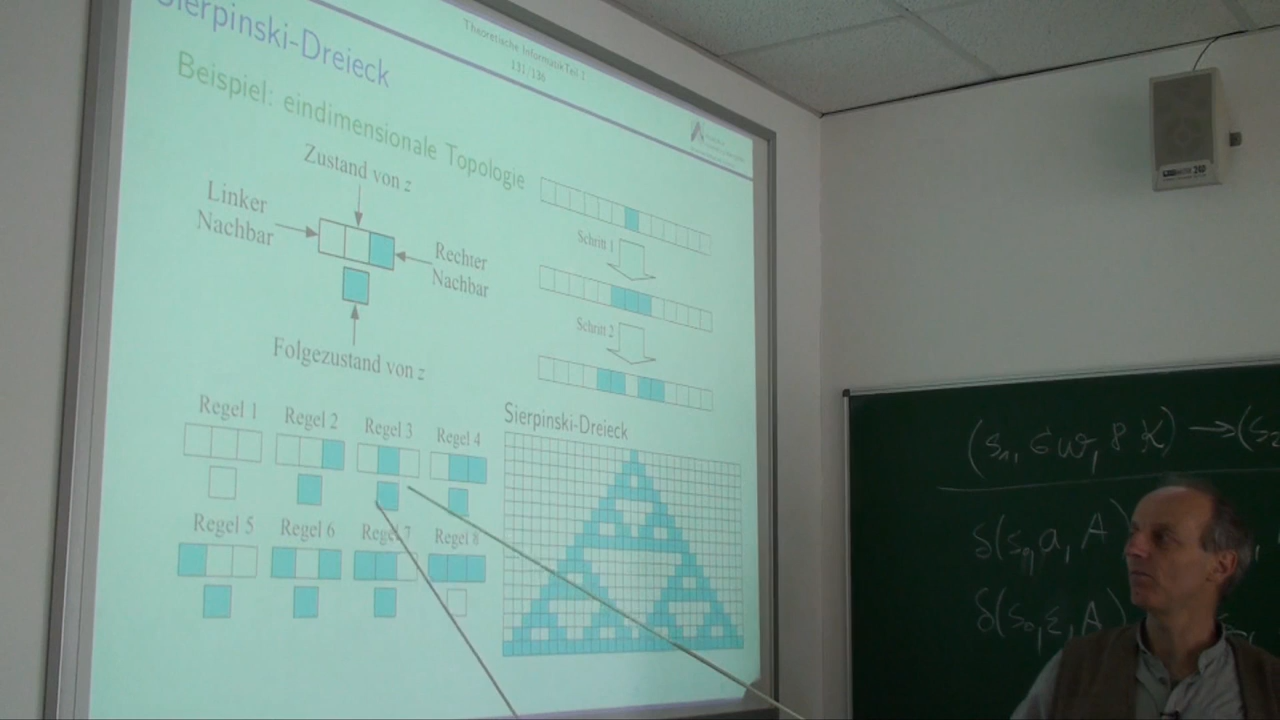 Theoretische Informatik Teil 1
131/136
Sierpinski-Dreieck
Beispiel: eindimensionale Topologie
Zustand von z
Linker
Nachbar
Rechter
Nachbar
Folgezustand von z
Schritt 1
Schritt 2
Regel 1
Regel 2
Regel 3
Regel 4
Regel 5
Regel 6
Regel 7
Regel 8
Sierpinski-Dreieck